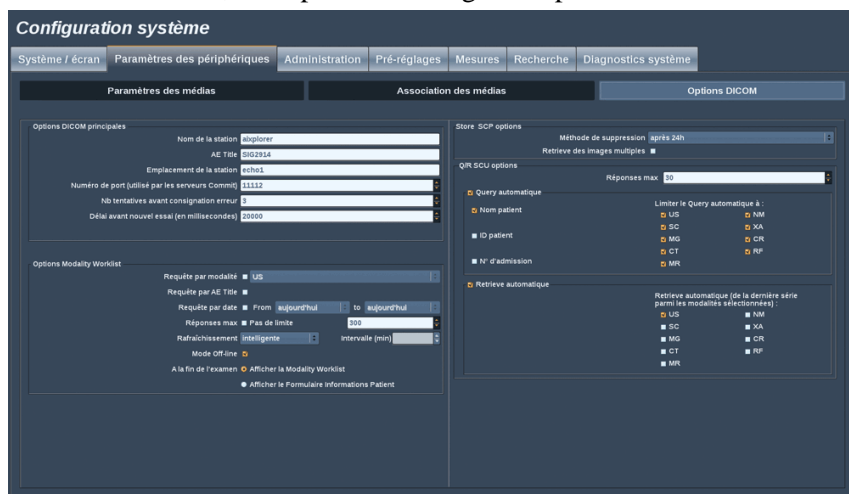 Configuration système
Système / écran Paramètres des périphériques Administration Pré-réglages Mesures Recherche Diagnostics système
Paramètres des médias Association des médias Options DICOM
Options DICOM principales
Nom de la station aixplorer
AE Title SIG2914
Emplacement de la station echo1
Numéro de port (utilisé par les serveurs Commit) 11112
Nb tentatives avant consignation erreur 3
Délai avant nouvel essai (en millisecondes) 20000
Options Modality Worklist
Requête par modalité US
Requête par AE Title
Requête par date From aujourd'hui to aujourd'hui
Réponses max Pas de limite 300
Rafraîchissement intelligente Intervalle (min)
Mode Off-line
A la fin de l'examen Afficher la Modality Worklist
Afficher le Formulaire Informations Patient
Store SCP options
Méthode de suppression après 24h
Retrieve des images multiples
Q/R SCU options
Réponses max 30
Query automatique
Limiter le Query automatique à :
Nom patient
US NM
SC XA
ID patient
MG CR
CT RF
N° d'admission
MR
Retrieve automatique
Retrieve automatique (de la dernière série
parmi les modalités sélectionnées) :
US NM
SC XA
MG CR
CT RF
MR